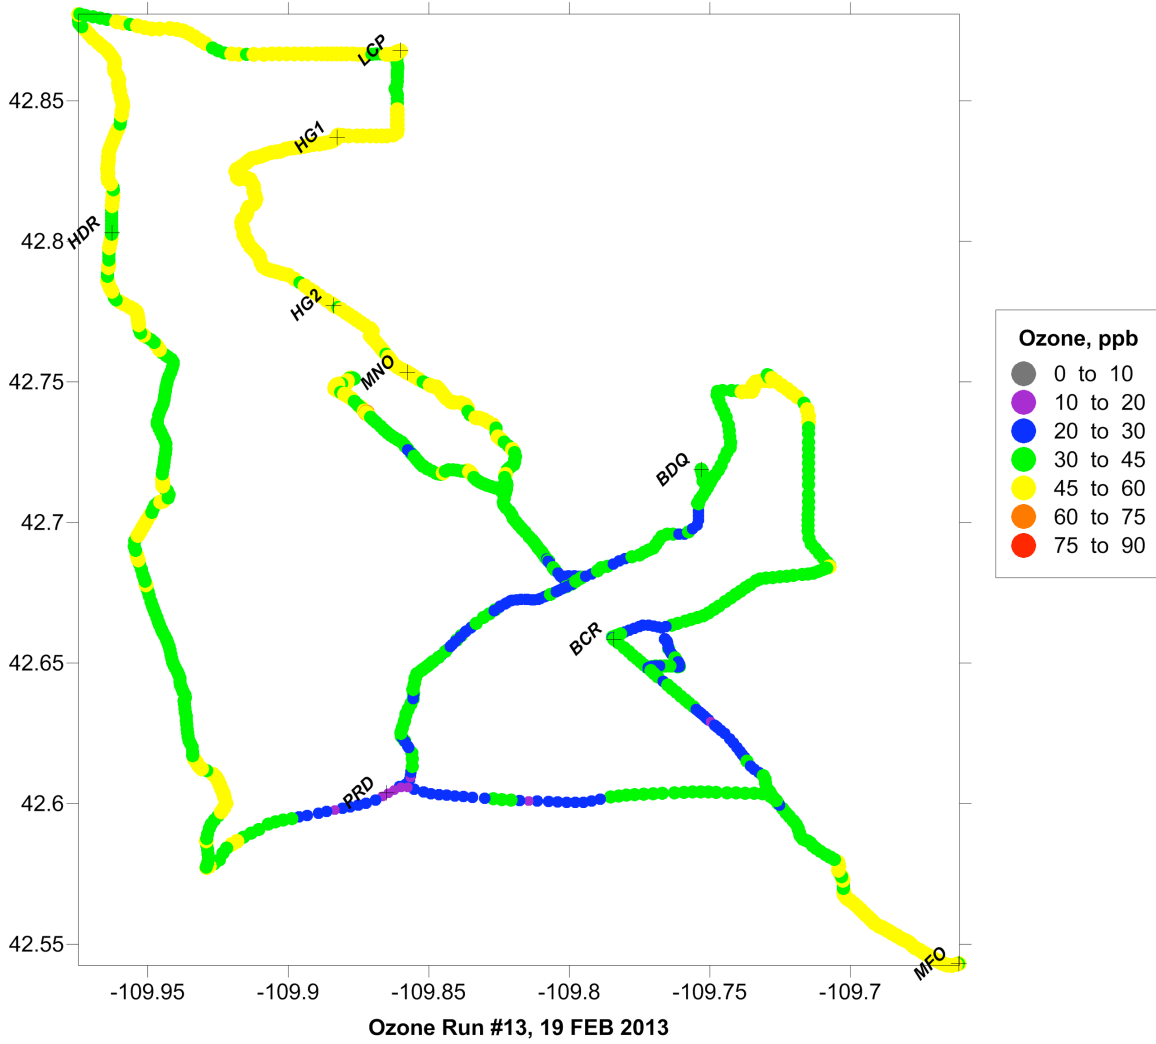 LCP
42.85
HG1
HDR
42.8
HG2
MNO
42.75
BDQ
42.7
BCR
42.65
PRD
42.6
42.55
MFO
-109.95 -109.9 -109.85 -109.8 -109.75 -109.7
Ozone Run #13, 19 FEB 2013
Ozone, ppb
0 to 10
10 to 20
20 to 30
30 to 45
45 to 60
60 to 75
75 to 90